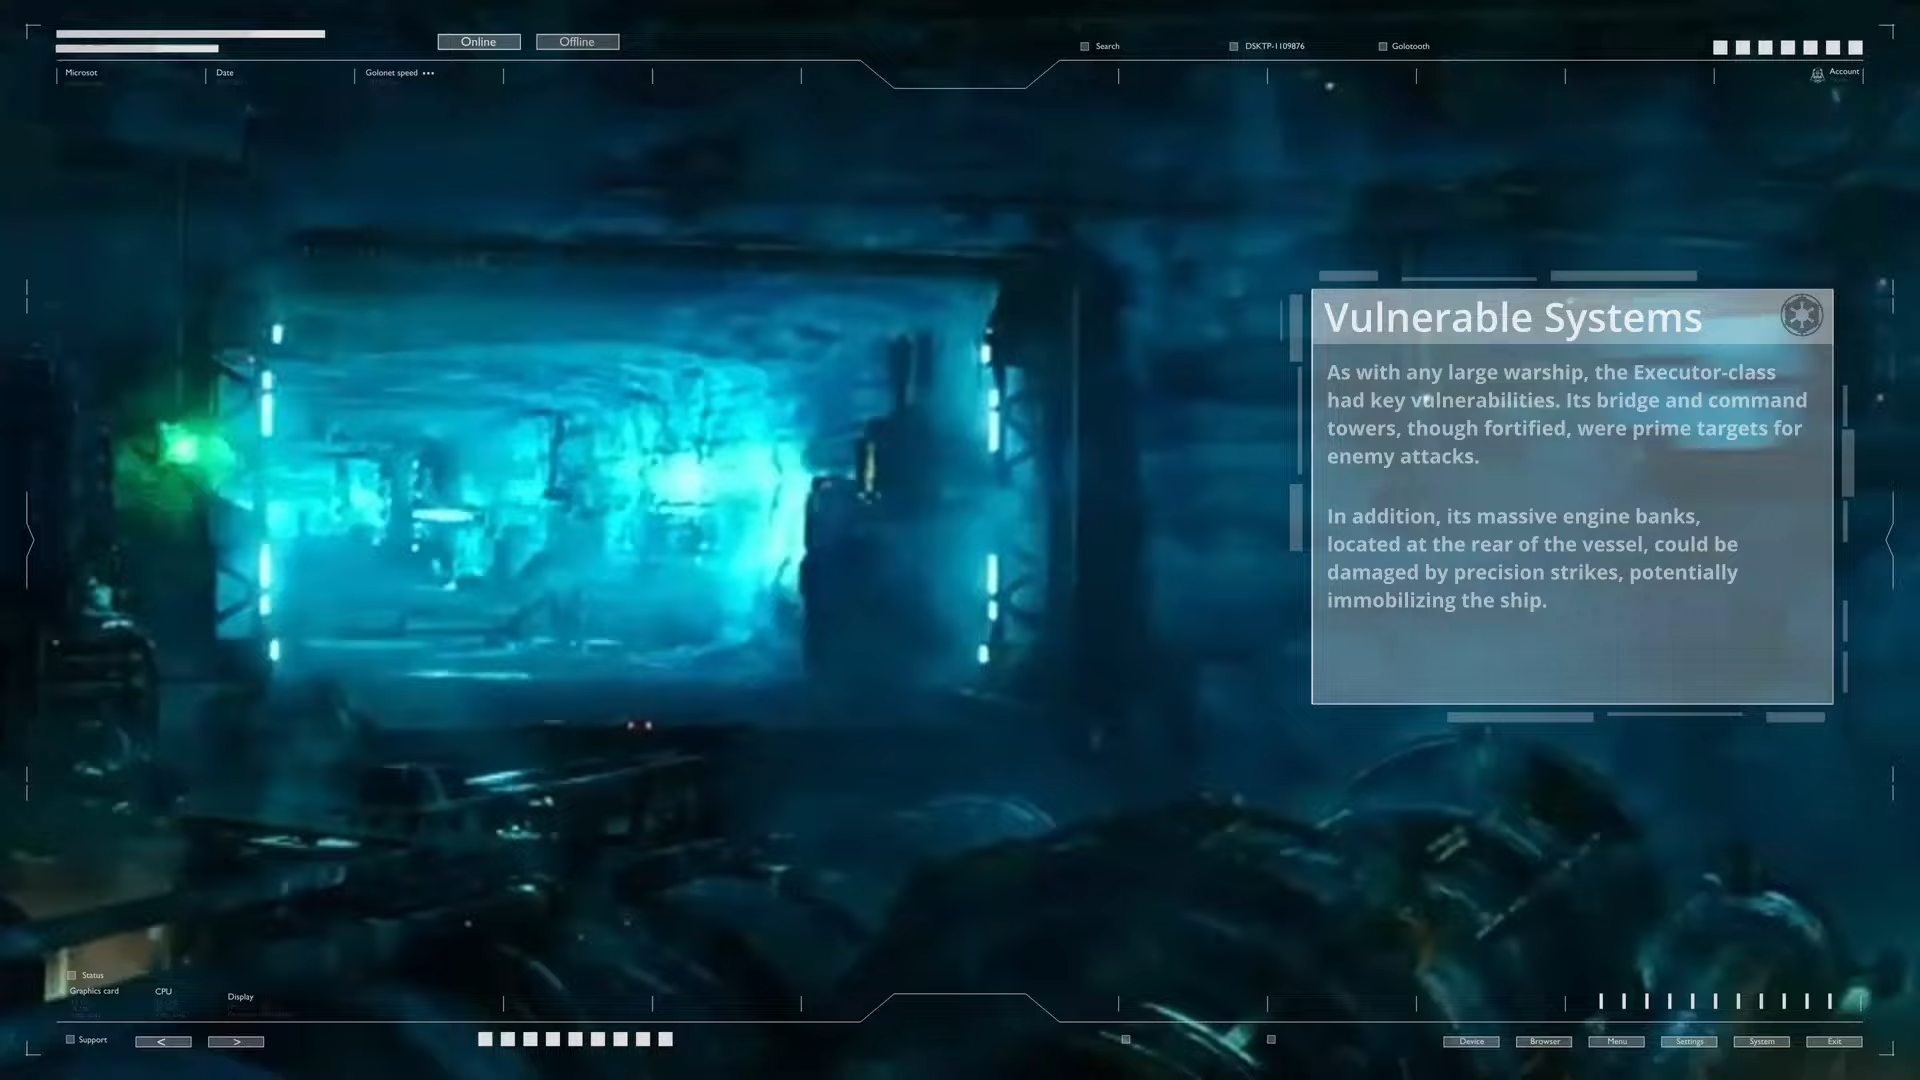 Online
Offline
Search
DSKTP-1109876
Golotooth
Microsot
Date
Golonet speed
Account
Vulnerable Systems
As with any large warship, the Executor-class
had key vulnerabilities. Its bridge and command
towers, though fortified, were prime targets for
enemy attacks.
In addition, its massive engine banks,
located at the rear of the vessel, could be
damaged by precision strikes, potentially
immobilizing the ship.
Status
Graphics card
CPU
Display
Support
<
>
Device
Browser
Menu
Settings
System
Exit